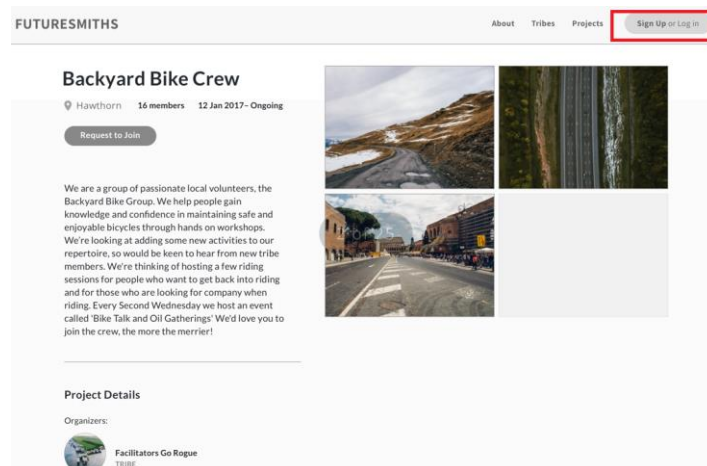 FUTURESMITHS
About Tribes Projects Sign Up or Log in
Backyard Bike Crew
Hawthorn 16 members 12 Jan 2017– Ongoing
Request to Join
We are a group of passionate local volunteers, the
Backyard Bike Group. We help people gain
knowledge and confidence in maintaining safe and
enjoyable bicycles through hands on workshops.
We're looking at adding some new activities to our
repertoire, so would be keen to hear from new tribe
members. We're thinking of hosting a few riding
sessions for people who want to get back into riding
and for those who are looking for company when
riding. Every Second Wednesday we host an event
called 'Bike Talk and Oil Gatherings' We'd love you to
join the crew, the more the merrier!
Project Details
Organizers:
Facilitators Go Rogue
TRIBE